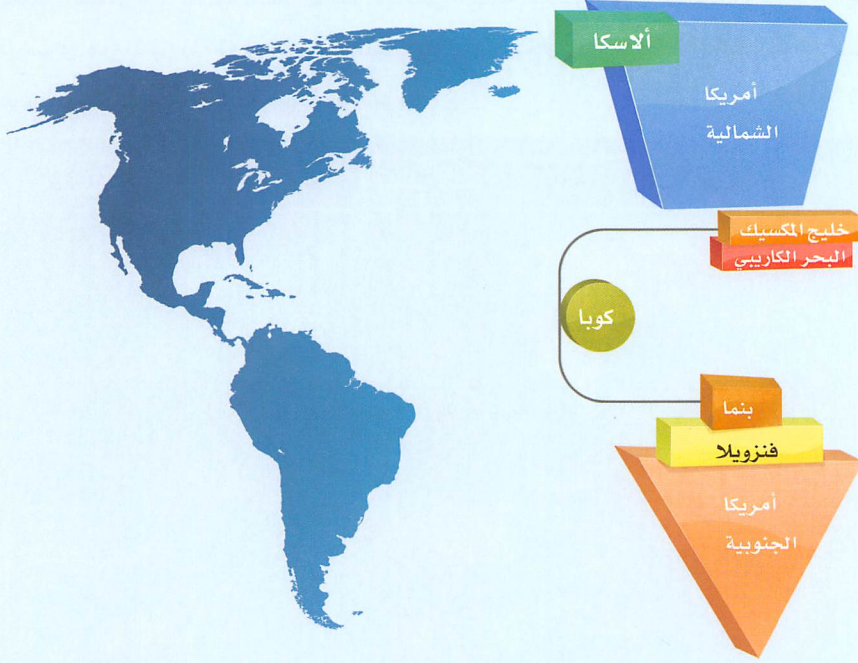 ألاسكا
أمريكا
الشمالية
خليج المكسيك
البحر الكاريبي
كوبا
بنما
فنزويلا
أمريكا
الجنوبية